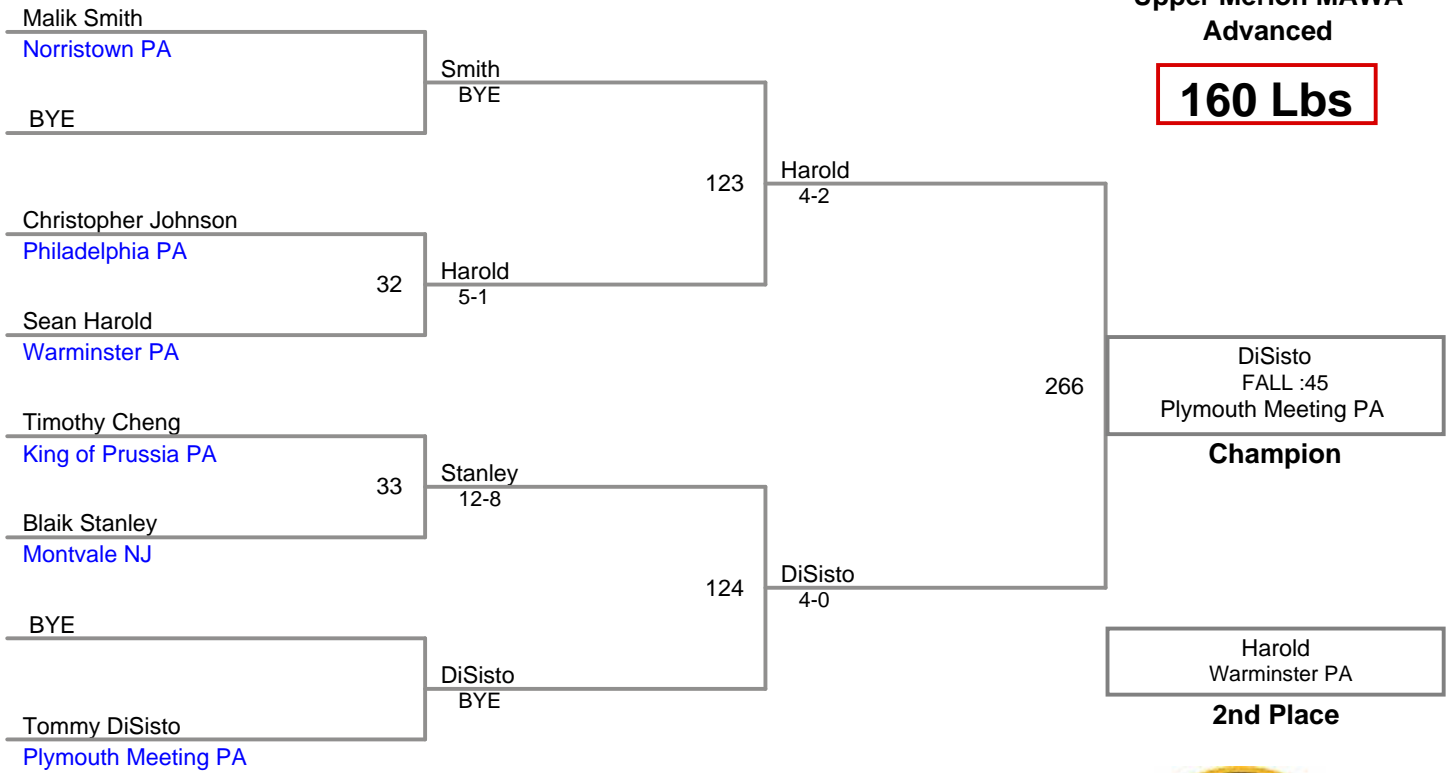 Upper Merion MAWA
Advanced
160 Lbs
Malik Smith
Norristown PA
BYE
Smith
BYE
Christopher Johnson
Philadelphia PA
32
Sean Harold
Warminster PA
Harold
5-1
123
Harold
4-2
Timothy Cheng
King of Prussia PA
33
Blaik Stanley
Montvale NJ
Stanley
12-8
BYE
Tommy DiSisto
Plymouth Meeting PA
DiSisto
BYE
124
DiSisto
4-0
266
DiSisto
FALL :45
Plymouth Meeting PA
Champion
Harold
Warminster PA
2nd Place